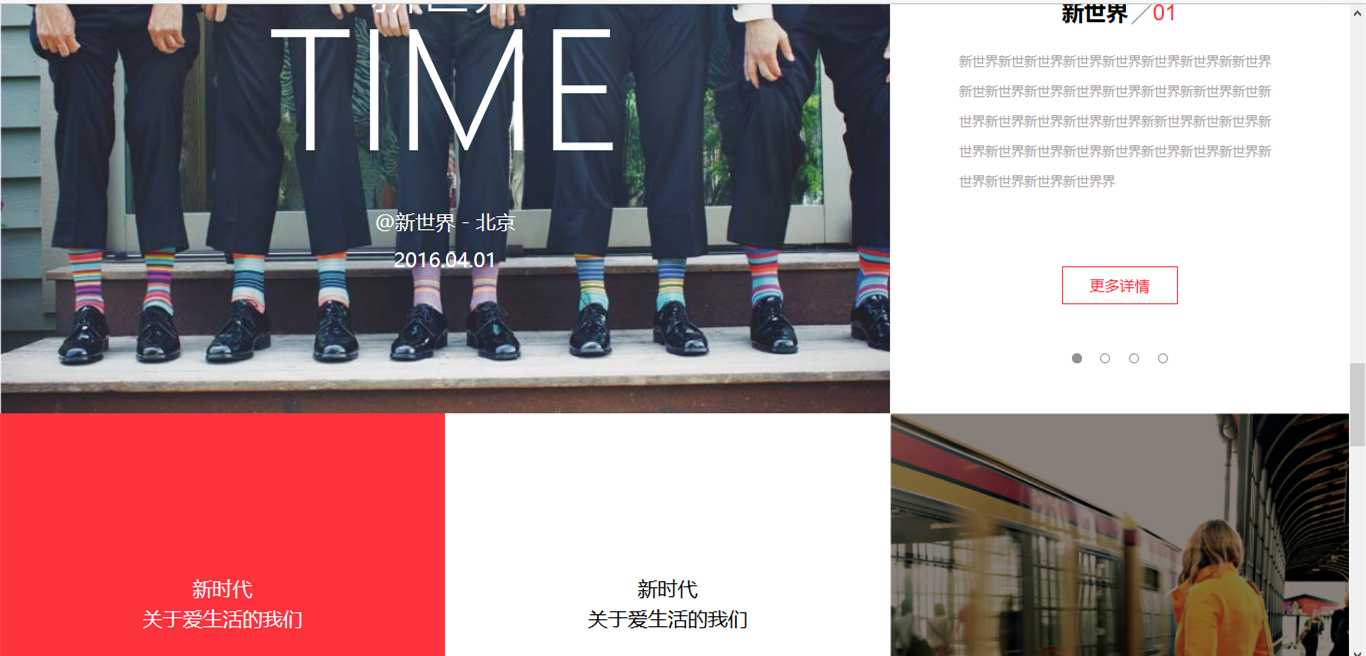 TIME
@新世界 - 北京
2016.04.01
新世界／01
新世界新世新世界新世界新世界新世界新世界新新世界
新世新世界新世界新世界新世界新世界新新世界新世新
世界新世界新世界新世界新世界新新世界新世新世界新
世界新世界新世界新世界新世界新世界新世界新世界新
世界新世界新世界新世界界
更多详情
新时代
关于爱生活的我们
新时代
关于爱生活的我们